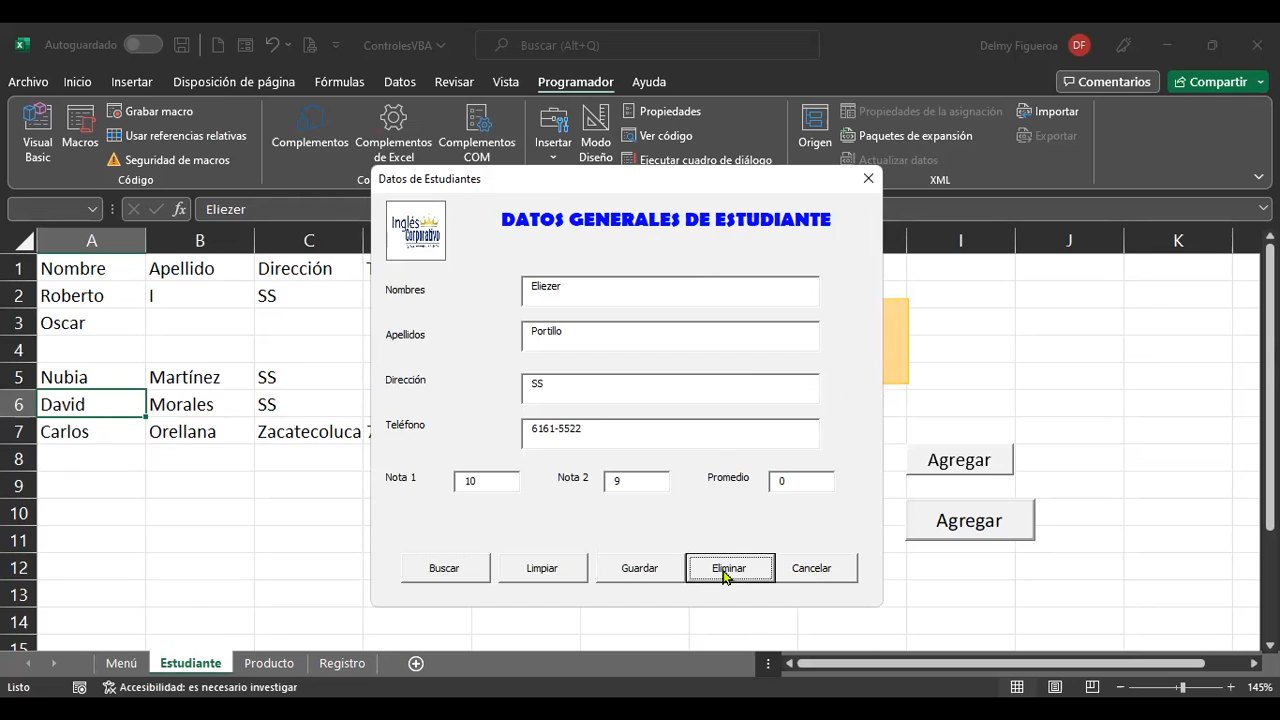 Autoguardado ControlesVBA Buscar (Alt+Q) Delmy Figueroa DF
Archivo Inicio Insertar Disposición de página Fórmulas Datos Revisar Vista Programador Ayuda Comentarios Compartir
Visual Basic
Macros
Grabar macro
Usar referencias relativas
Seguridad de macros
Código
Complementos
Complementos de Excel
Complementos COM
Insertar
Modo Diseño
Propiedades
Ver código
Ejecutar cuadro de diálogo
Origen
Propiedades de la asignación
Paquetes de expansión
Actualizar datos
Importar
Exportar
XML
fx Eliezer
A B C I J K
1 Nombre Apellido Dirección
2 Roberto I SS
3 Oscar
4
5 Nubia Martínez SS
6 David Morales SS
7 Carlos Orellana Zacatecoluca
8
9
10
11
12
13
14
15
Agregar
Agregar
Datos de Estudiantes
Inglés
Corporativo
DATOS GENERALES DE ESTUDIANTE
Nombres Eliezer
Apellidos Portillo
Dirección SS
Teléfono 6161-5522
Nota 1 10 Nota 2 9 Promedio 0
Buscar Limpiar Guardar Eliminar Cancelar
Menú Estudiante Producto Registro
Listo Accesibilidad: es necesario investigar 145%